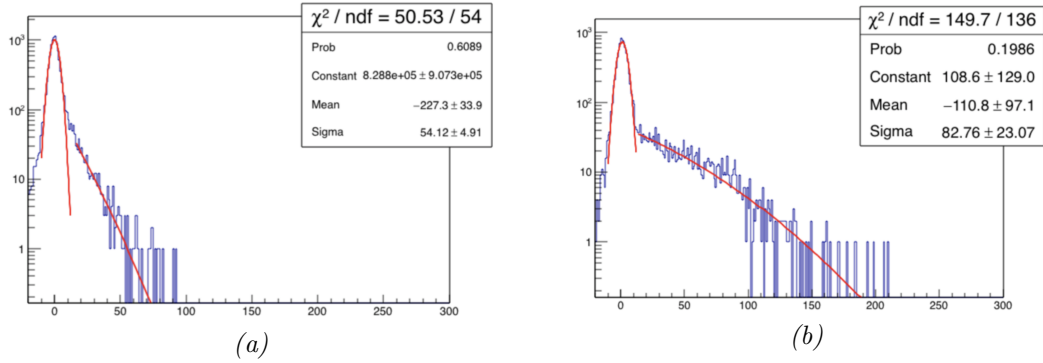 χ² / ndf = 50.53 / 54
Prob 0.6089
Constant 8.288e+05 ± 9.073e+05
Mean −227.3 ± 33.9
Sigma 54.12 ± 4.91
10³
10²
10
1
0 50 100 150 200 250 300
(a)
χ² / ndf = 149.7 / 136
Prob 0.1986
Constant 108.6 ± 129.0
Mean −110.8 ± 97.1
Sigma 82.76 ± 23.07
10³
10²
10
1
0 50 100 150 200 250 300
(b)